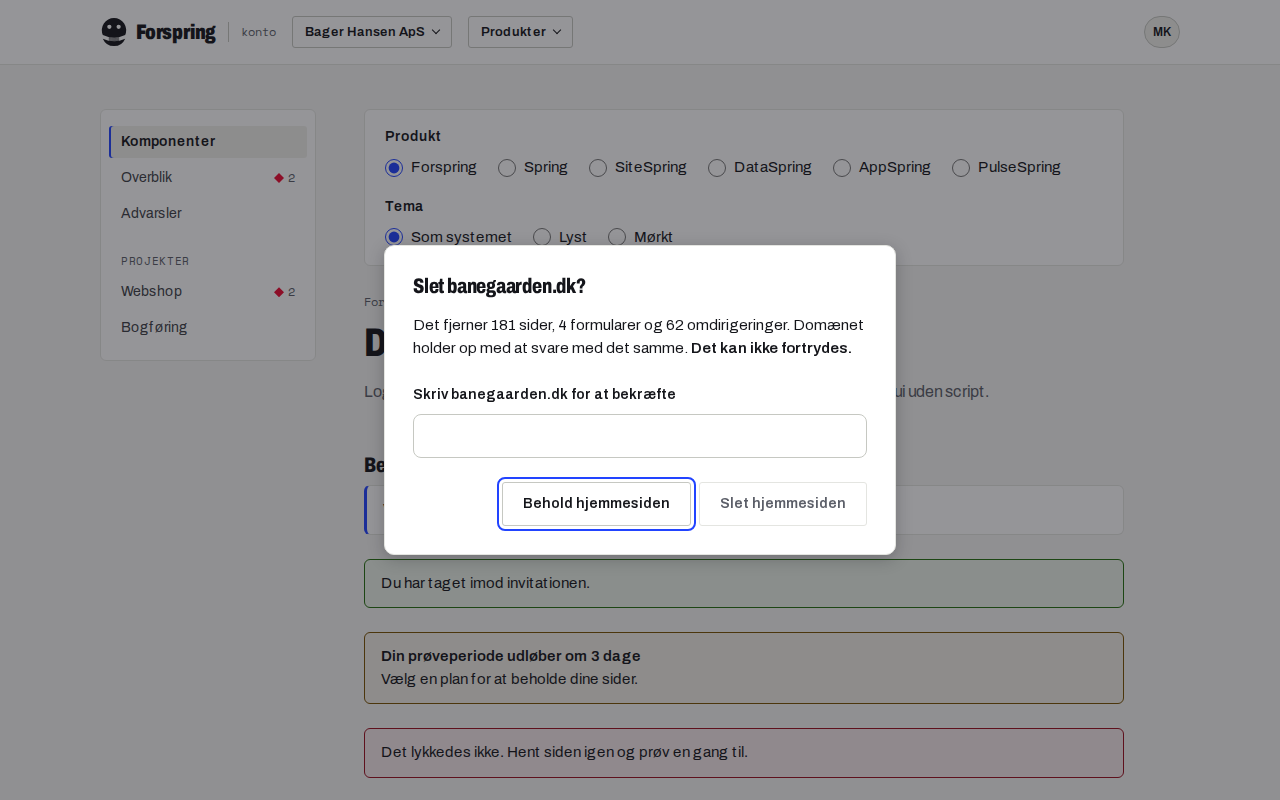 Forspring
konto
Bager Hansen ApS
Produkter
MK
Komponenter
Overblik
2
Advarsler
PROJEKTER
Webshop
2
Bogføring
Produkt
Forspring
Spring
SiteSpring
DataSpring
AppSpring
PulseSpring
Tema
Som systemet
Lyst
Mørkt
Slet banegaarden.dk?
Det fjerner 181 sider, 4 formularer og 62 omdirigeringer. Domænet
holder op med at svare med det samme. Det kan ikke fortrydes.
Skriv banegaarden.dk for at bekræfte
Behold hjemmesiden
Slet hjemmesiden
uden script.
Du har taget imod invitationen.
Din prøveperiode udløber om 3 dage
Vælg en plan for at beholde dine sider.
Det lykkedes ikke. Hent siden igen og prøv en gang til.